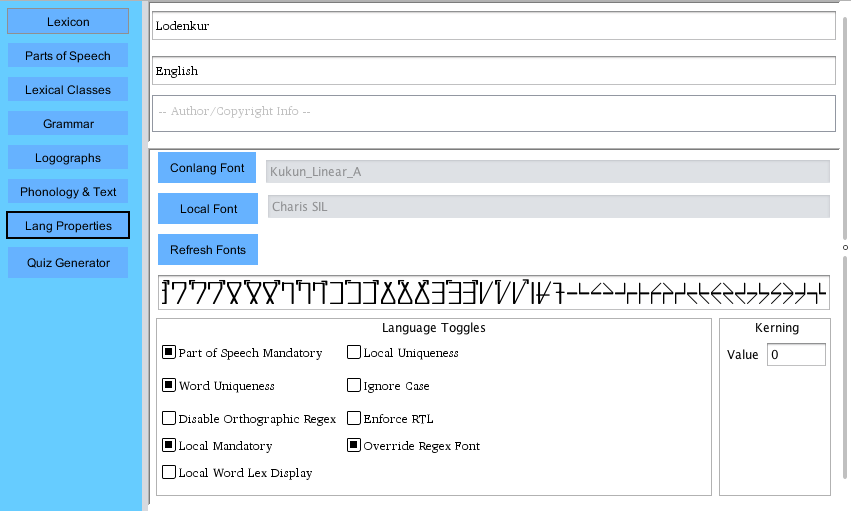 Lexicon
Parts of Speech
Lexical Classes
Grammar
Logographs
Phonology & Text
Lang Properties
Quiz Generator
Lodenkur
English
-- Author/Copyright Info --
Conlang Font Kukun_Linear_A
Local Font Charis SIL
Refresh Fonts
Language Toggles
Part of Speech Mandatory Local Uniqueness
Word Uniqueness Ignore Case
Disable Orthographic Regex Enforce RTL
Local Mandatory Override Regex Font
Local Word Lex Display
Kerning
Value 0